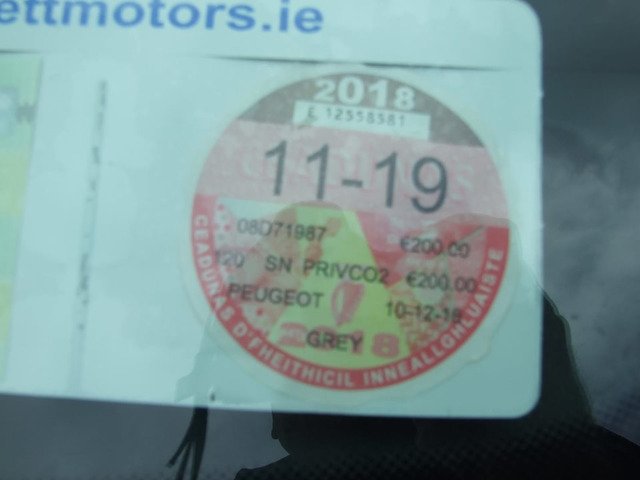 ettmotors.ie
2018
E 12558581
11-19
08D71987 €200.00
120 SN PRIVCO2 €200.00
PEUGEOT 10-12-18
GREY
2018
CEADUNAS D'FHEITHICIL INNEALLGHLUAISTE